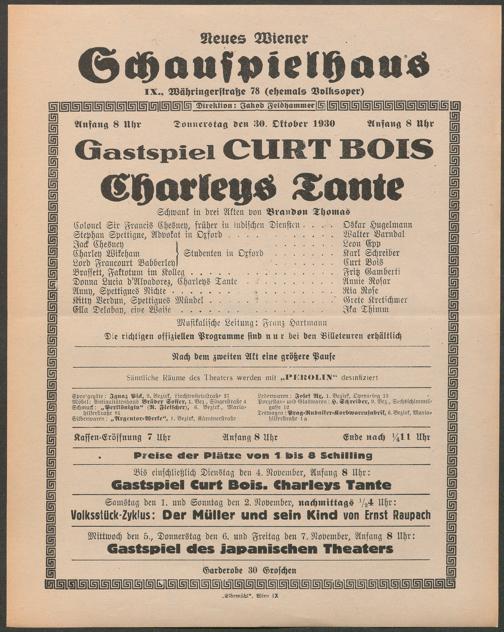 Neues Wiener
Schauspielhaus
IX., Währingerstraße 78 (ehemals Volksoper)
Direktion: Jakob Feldhammer
Anfang 8 Uhr Donnerstag den 30. Oktober 1930 Anfang 8 Uhr
Gastspiel CURT BOIS
Charleys Tante
Schwank in drei Akten von Brandon Thomas
Colonel Sir Francis Chesney, früher in indischen Diensten . . . . Oskar Hugelmann
Stephan Spettigue, Advokat in Oxford . . . . Walter Varndal
Jack Chesney . . . . Leon Epp
Charley Wikeham } Studenten in Oxford . . . . Karl Schreiber
Lord Francourt Babberley . . . . Curt Bois
Brassett, Faktotum im Kolleg . . . . Fritz Gamberti
Donna Lucia d'Alvadorez, Charleys Tante . . . . Annie Rosar
Anny, Spettigues Nichte . . . . Ria Rose
Kitty Verdun, Spettigues Mündel . . . . Grete Kretschmer
Ella Delahay, eine Waise . . . . Ika Thimm
Musikalische Leitung: Franz Hartmann
Die richtigen offiziellen Programme sind nur bei den Billeteuren erhältlich
Nach dem zweiten Akt eine größere Pause
Sämtliche Räume des Theaters werden mit „PEROLIN" desinfiziert
Kassen-Eröffnung 7 Uhr Anfang 8 Uhr Ende nach ¼11 Uhr
Preise der Plätze von 1 bis 8 Schilling
Bis einschließlich Dienstag den 4. November, Anfang 8 Uhr:
Gastspiel Curt Bois. Charleys Tante
Samstag den 1. und Sonntag den 2. November, nachmittags ½4 Uhr:
Volksstück-Zyklus: Der Müller und sein Kind von Ernst Raupach
Mittwoch den 5., Donnerstag den 6. und Freitag den 7. November, Anfang 8 Uhr:
Gastspiel des japanischen Theaters
Garderobe 30 Groschen
Wien IX